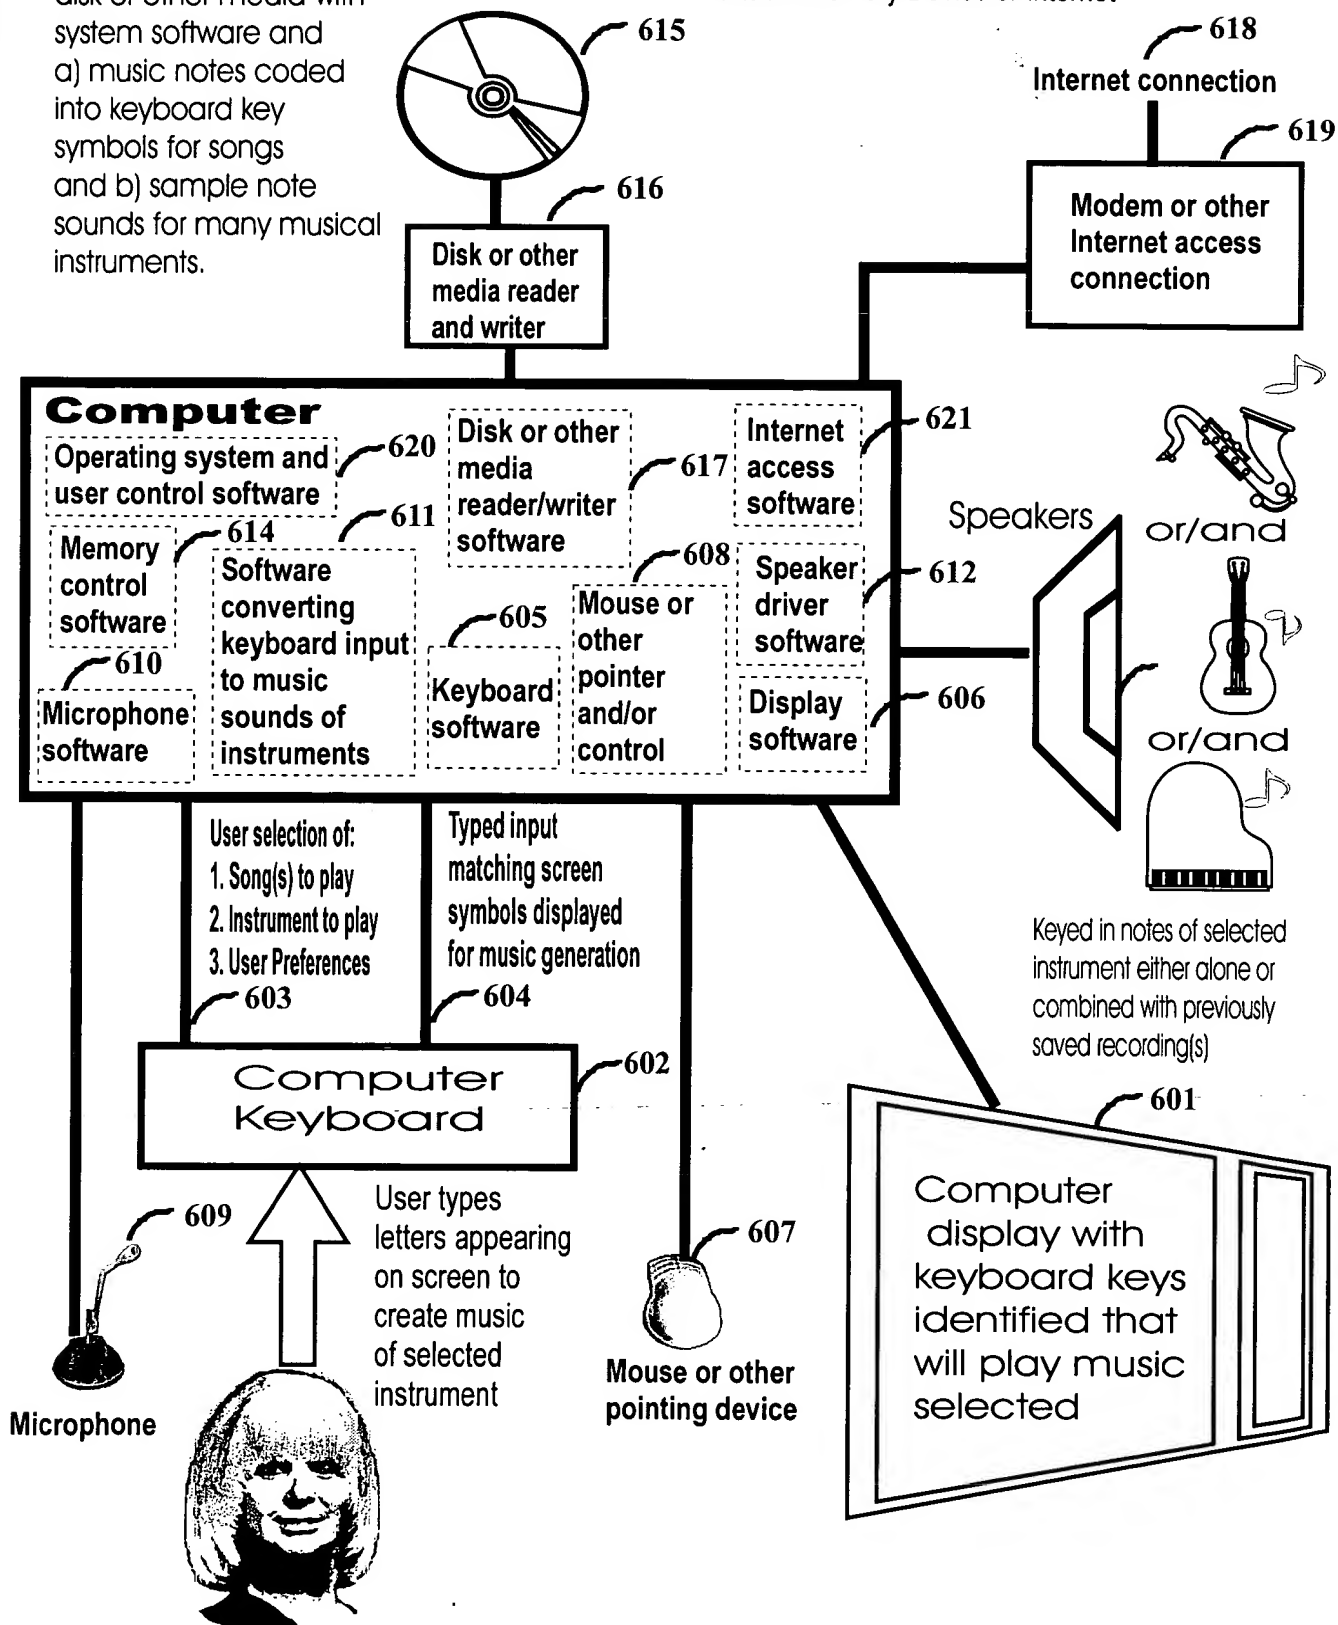 system software and
a) music notes coded
into keyboard key
symbols for songs
and b) sample note
sounds for many musical
instruments.
615
616
Disk or other
media reader
and writer
618
Internet connection
619
Modem or other
Internet access
connection
Computer
Operating system and
user control software
620
Memory
control
software
614
610
Microphone
software
611
Software
converting
keyboard input
to music
sounds of
instruments
Disk or other
media
reader/writer
software
617
605
Keyboard
software
608
Mouse or
other
pointer
and/or
control
Internet
access
software
621
Speaker
driver
software
612
Display
software
606
Speakers
or/and
or/and
Keyed in notes of selected
instrument either alone or
combined with previously
saved recording(s)
User selection of:
1. Song(s) to play
2. Instrument to play
3. User Preferences
603
Typed input
matching screen
symbols displayed
for music generation
604
Computer
Keyboard
602
609
Microphone
User types
letters appearing
on screen to
create music
of selected
instrument
607
Mouse or other
pointing device
601
Computer
display with
keyboard keys
identified that
will play music
selected